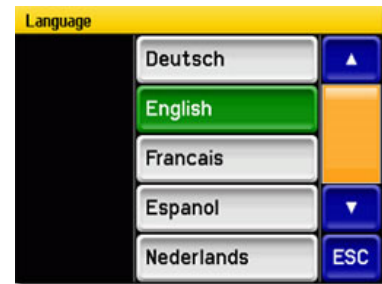 Language
Deutsch
English
Francais
Espanol
Nederlands
ESC